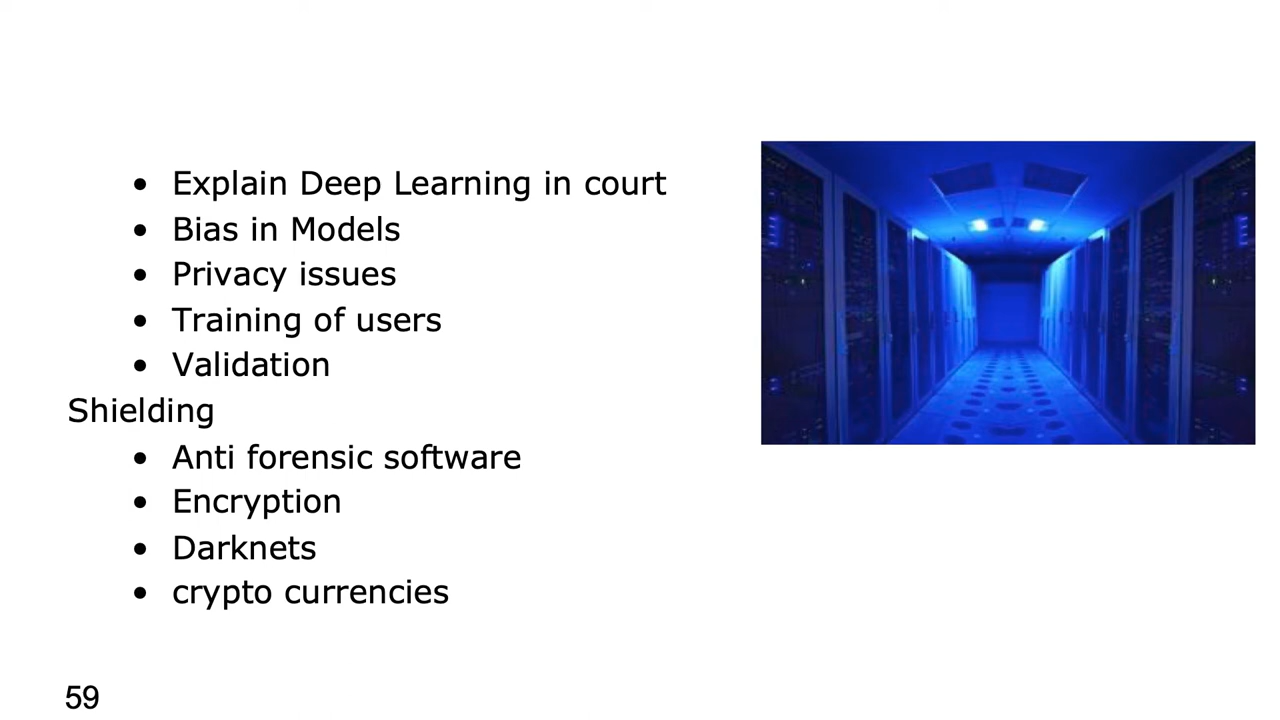 • Explain Deep Learning in court
• Bias in Models
• Privacy issues
• Training of users
• Validation
Shielding
• Anti forensic software
• Encryption
• Darknets
• crypto currencies
59